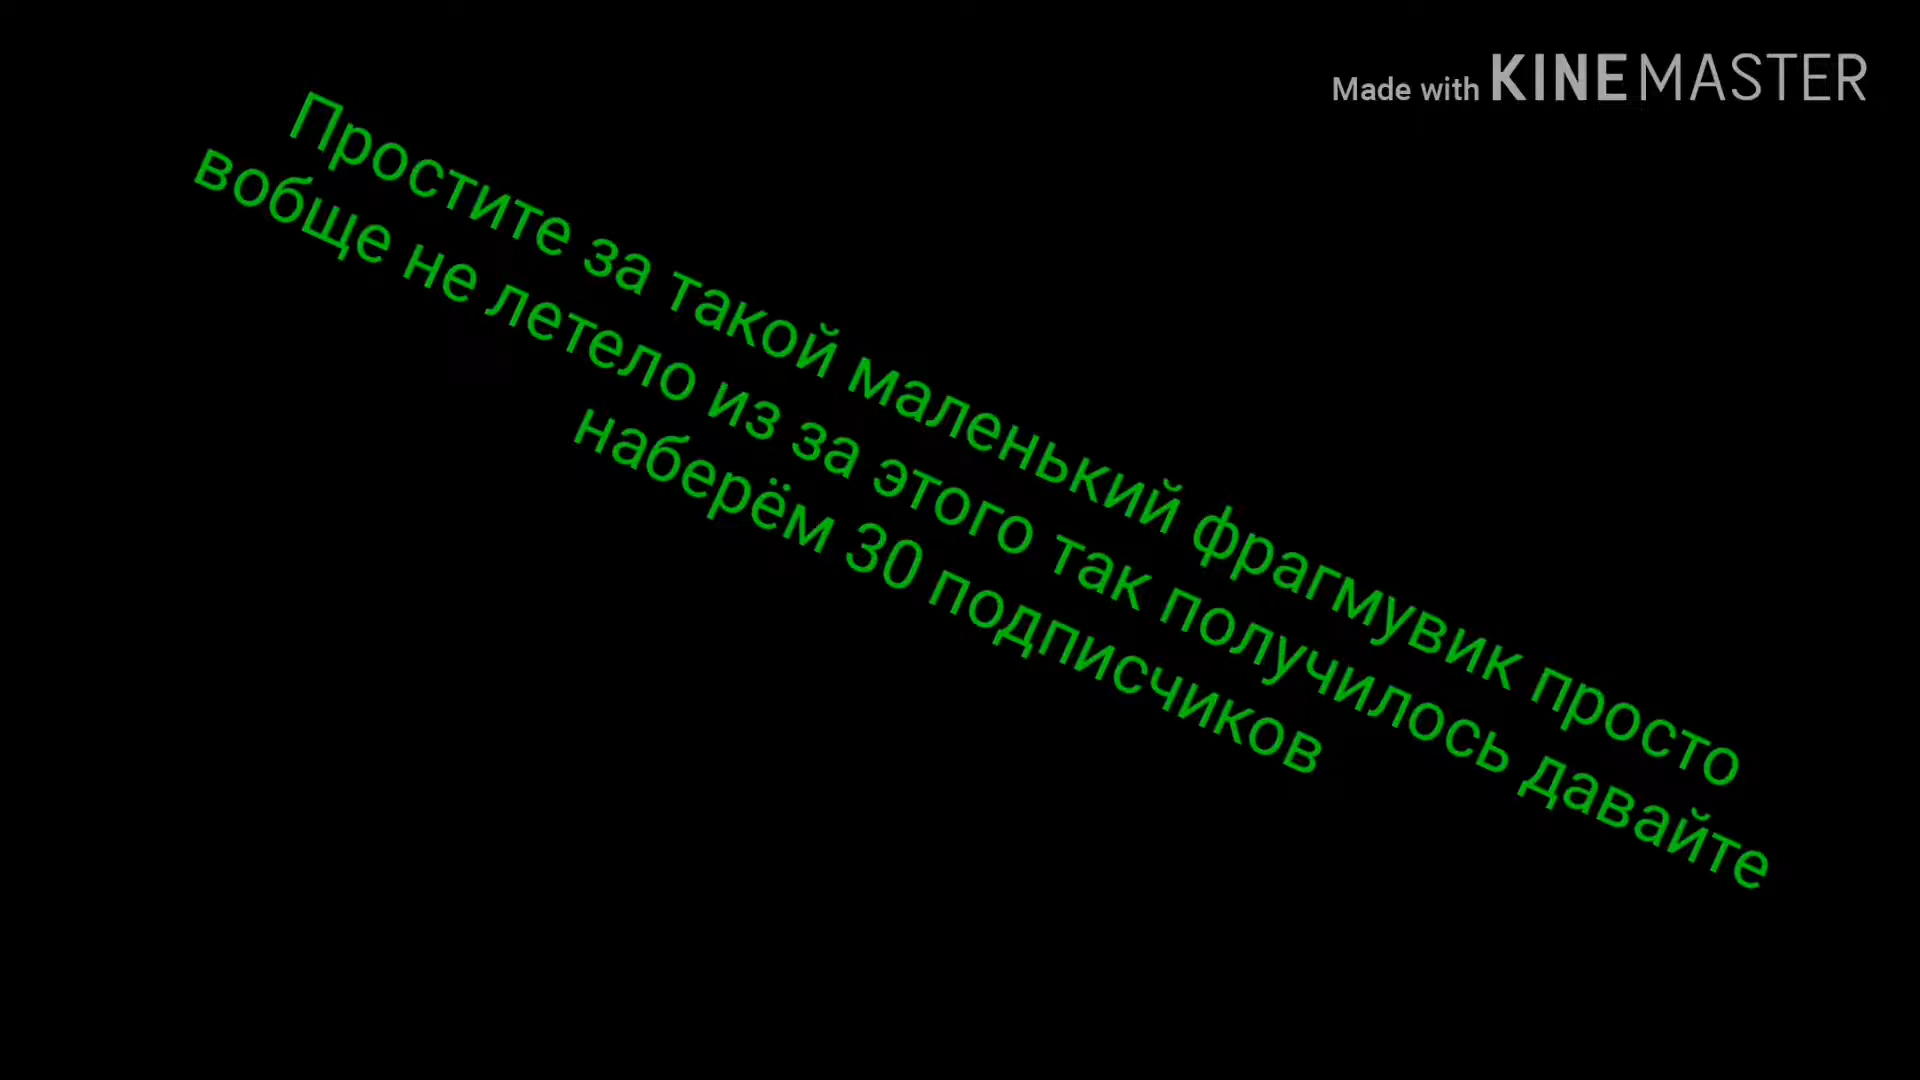 Made with KINEMASTER
Простите за такой маленький фрагмувик просто
вобще не летело из за этого так получилось давайте
наберём 30 подписчиков